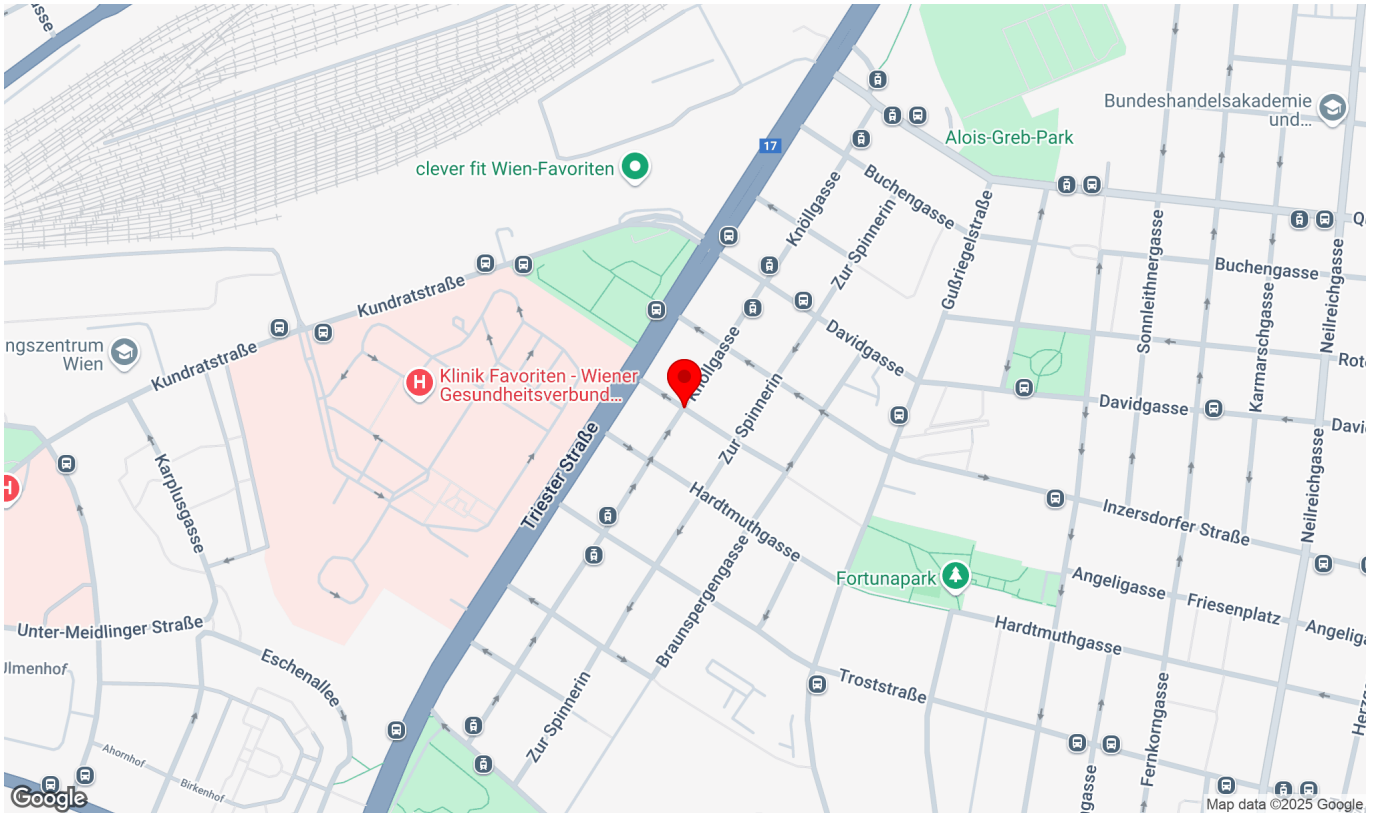 17
Bundeshandelsakademie
und...
Alois-Greb-Park
clever fit Wien-Favoriten
Buchengasse
Knöllgasse
Zur Spinnerin
Gußriegelstraße
Sonnleithnergasse
Karmarschgasse
Neilreichgasse
Buchengasse
Kundratstraße
Kundratstraße
ngszentrum
Wien
Klinik Favoriten - Wiener
Gesundheitsverbund...
H
Knöllgasse
Davidgasse
Davidgasse
Zur Spinnerin
Triester Straße
Karplusgasse
H
Hardtmuthgasse
Inzersdorfer Straße
Neilreichgasse
Braunspergengasse
Fortunapark
Angeligasse
Friesenplatz
Hardtmuthgasse
Unter-Meidlinger Straße
Ulmenhof
Eschenallee
Troststraße
Zur Spinnerin
Fernkorngasse
Ahornhof
Birkenhof
Google
Map data ©2025 Google